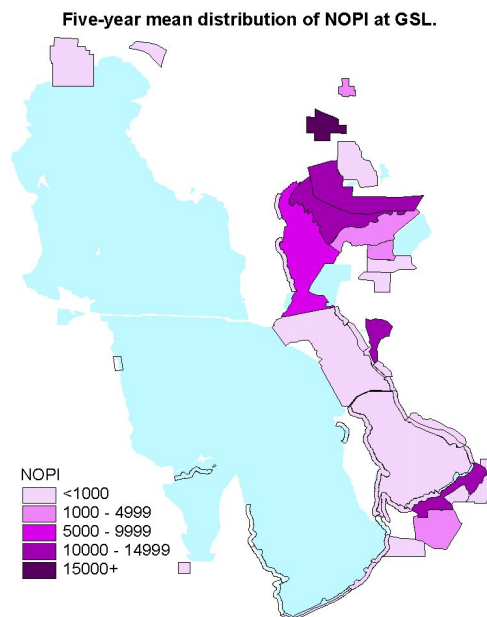 Five-year mean distribution of NOPI at GSL.
NOPI
<1000
1000 - 4999
5000 - 9999
10000 - 14999
15000+